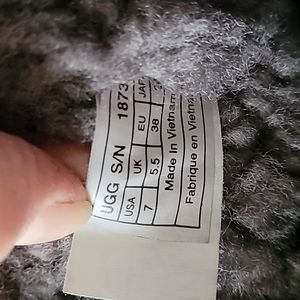 UGG S/N 1873
USA UK EU JAP
7 5.5 38
Made In Vietnam
Fabriqué en Vietnam